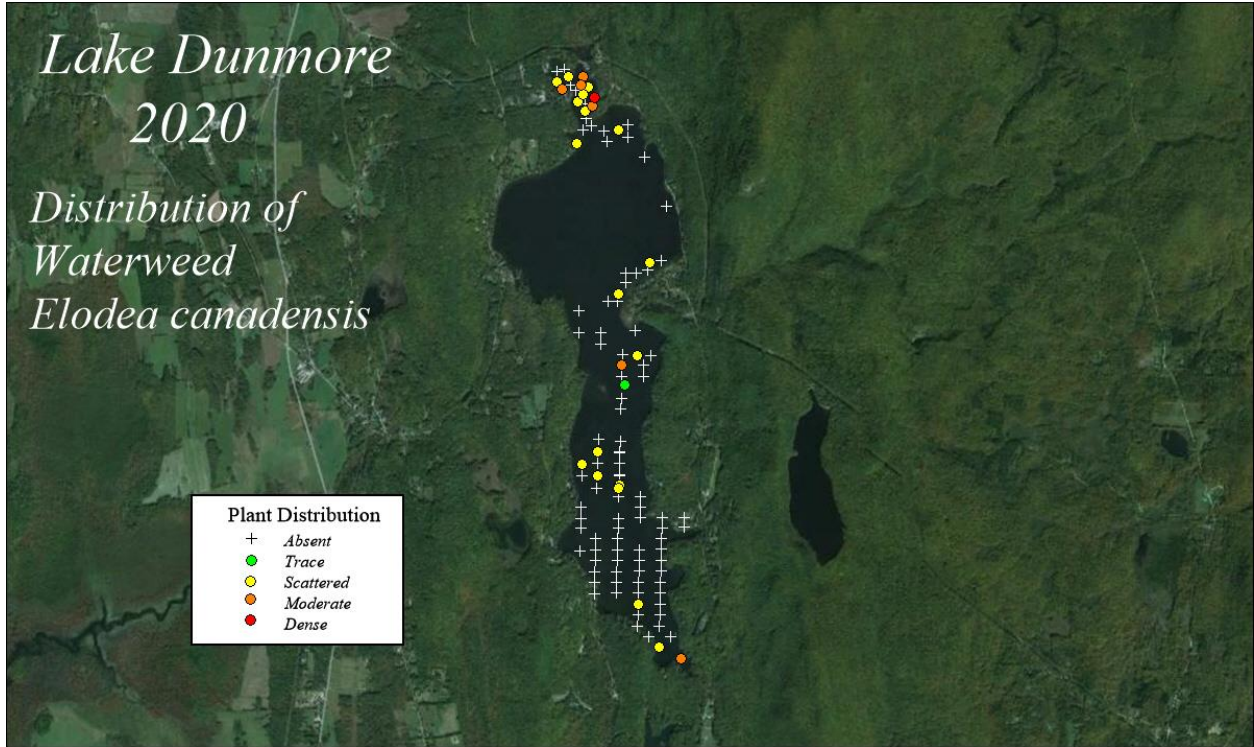 Lake Dunmore
2020
Distribution of
Waterweed
Elodea canadensis
Plant Distribution
Absent
Trace
Scattered
Moderate
Dense